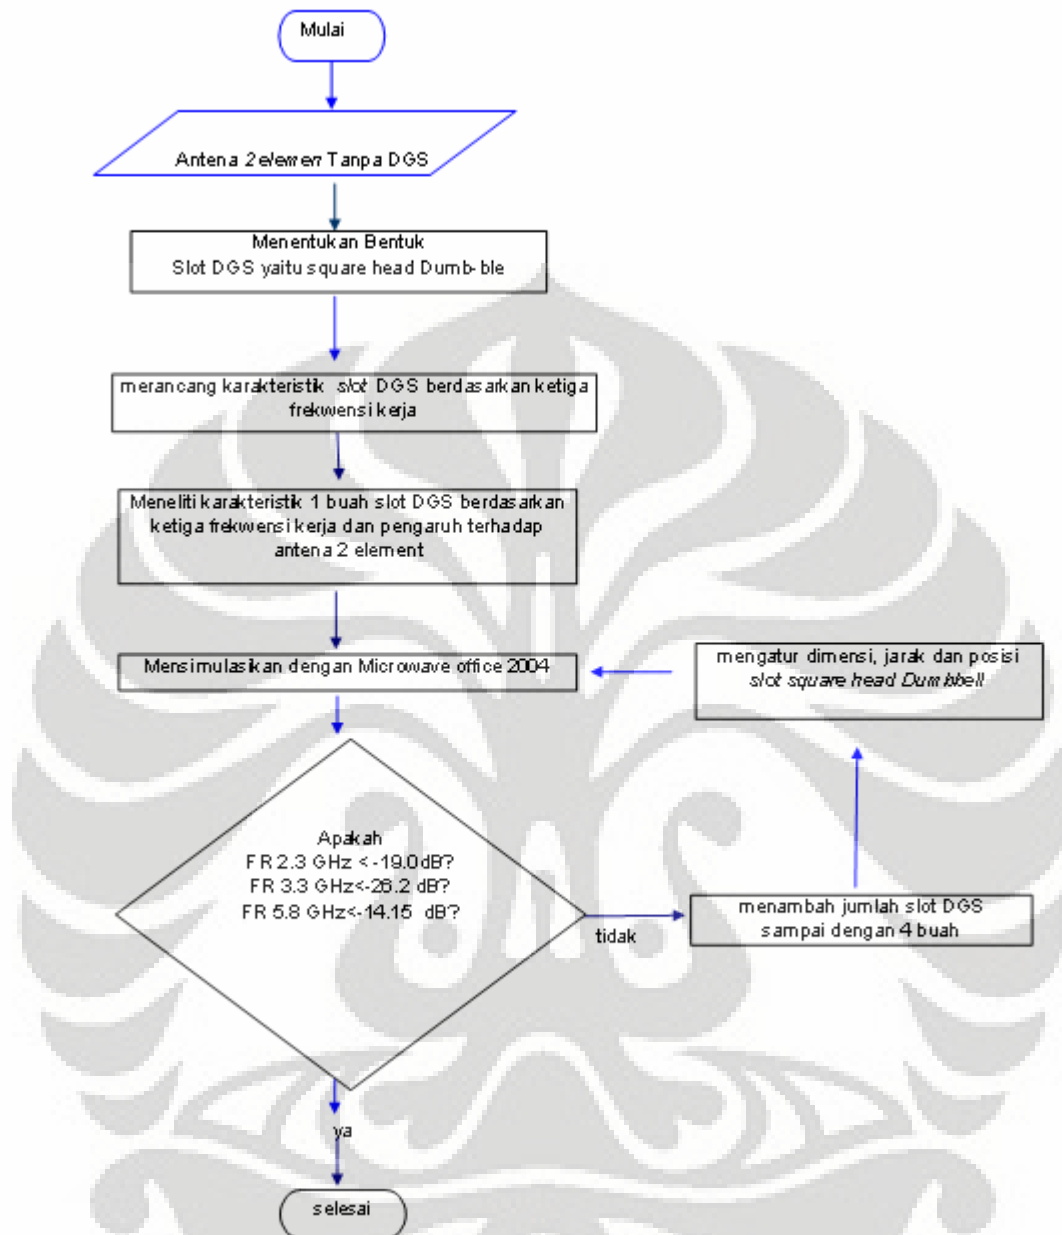 Mulai
Antena 2 elemen Tanpa DGS
Menentukan Bentuk
Slot DGS yaitu square head Dumb-ble
merancang karakteristik slot DGS berdasarkan ketiga
frekwensi kerja
Meneliti karakteristik 1 buah slot DGS berdasarkan
ketiga frekwensi kerja dan pengaruh terhadap
antena 2 element
Mensimulasikan dengan Microwave office 2004
mengatur dimensi, jarak dan posisi
slot square head Dumbbell
Apakah
FR 2.3 GHz <-19.0dB?
FR 3.3 GHz<-26.2 dB?
FR 5.8 GHz<-14.15 dB?
tidak
menambah jumlah slot DGS
sampai dengan 4 buah
ya
selesai